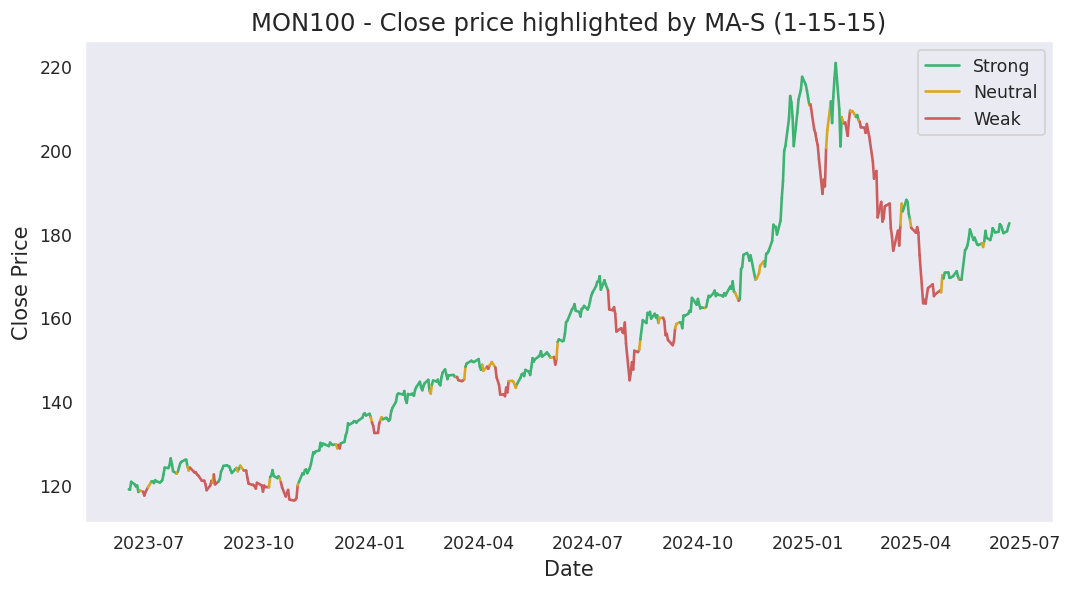 MON100 - Close price highlighted by MA-S (1-15-15)
Strong
Neutral
Weak
Close Price
220
200
180
160
140
120
2023-07 2023-10 2024-01 2024-04 2024-07 2024-10 2025-01 2025-04 2025-07
Date